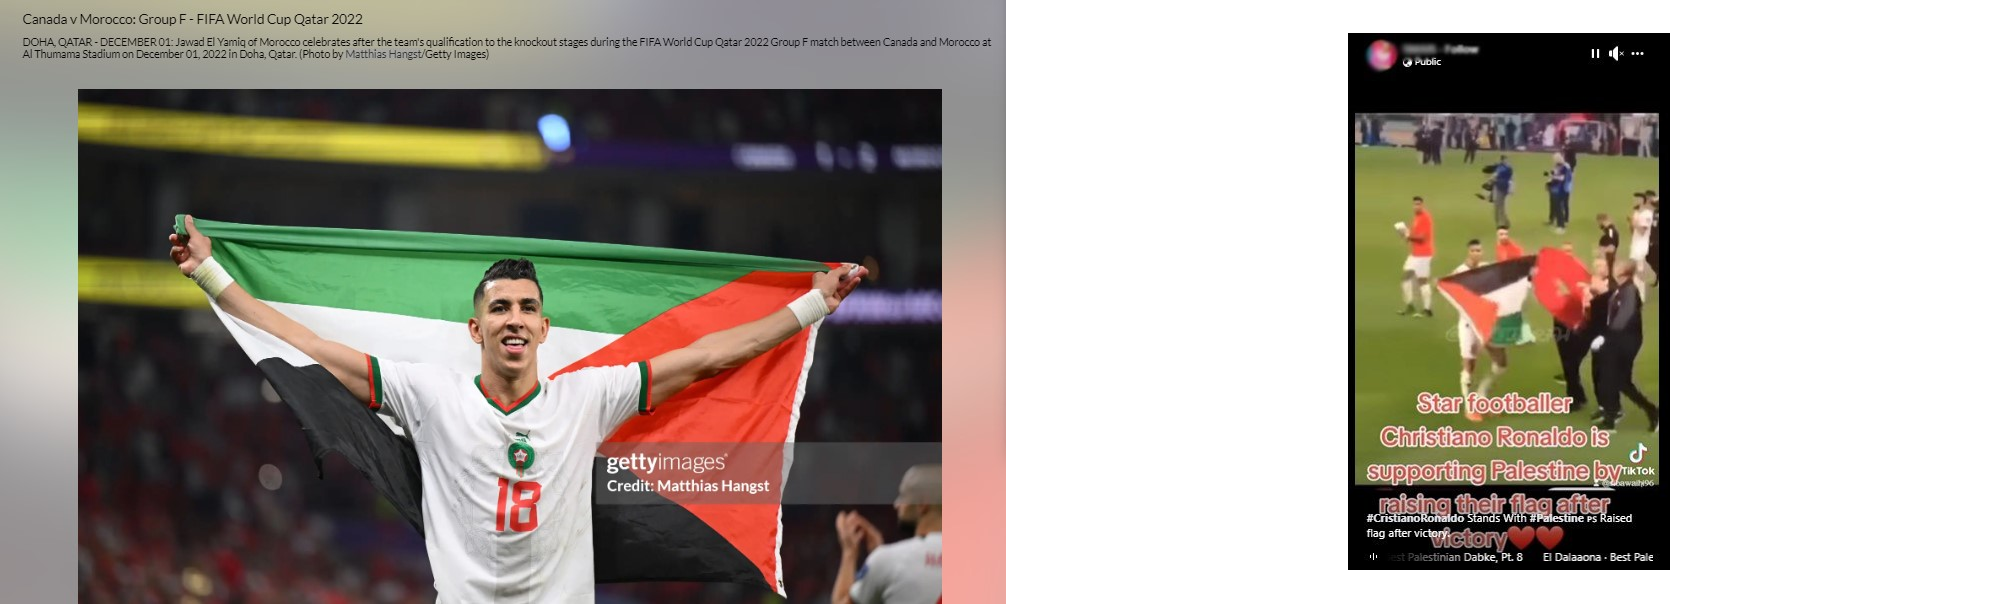 Canada v Morocco: Group F - FIFA World Cup Qatar 2022
DOHA, QATAR - DECEMBER 01: Jawad El Yamiq of Morocco celebrates after the team's qualification to the knockout stages during the FIFA World Cup Qatar 2022 Group F match between Canada and Morocco at
Al Thumama Stadium on December 01, 2022 in Doha, Qatar. (Photo by Matthias Hangst/Getty Images)
gettyimages®
Credit: Matthias Hangst
18
Follow
Public
Star footballer
Christiano Ronaldo is
supporting Palestine by
raising their flag after
victory❤️❤️
TikTok
#CristianoRonaldo Stands With #Palestine PS Raised
flag after victory.
est Palestinian Dabke, Pt. 8 El Dalaaona · Best Pale